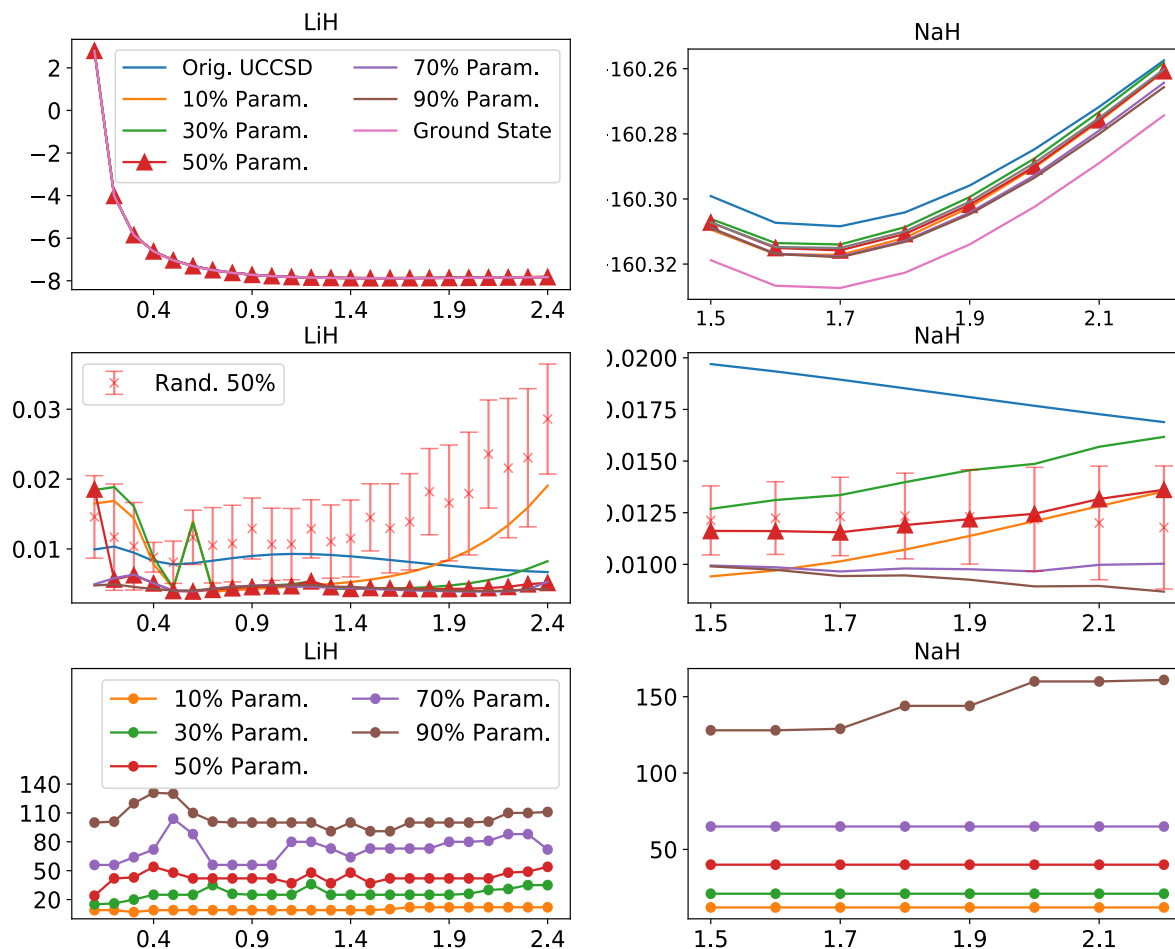 LiH
NaH
2
0
−2
−4
−6
−8
Orig. UCCSD
10% Param.
30% Param.
50% Param.
70% Param.
90% Param.
Ground State
0.4 0.9 1.4 1.9 2.4
160.26
160.28
160.30
160.32
1.5 1.7 1.9 2.1
LiH
NaH
Rand. 50%
0.03
0.02
0.01
0.4 0.9 1.4 1.9 2.4
0.0200
0.0175
0.0150
0.0125
0.0100
1.5 1.7 1.9 2.1
LiH
NaH
10% Param.
30% Param.
50% Param.
70% Param.
90% Param.
140
110
80
50
20
0.4 0.9 1.4 1.9 2.4
150
100
50
1.5 1.7 1.9 2.1